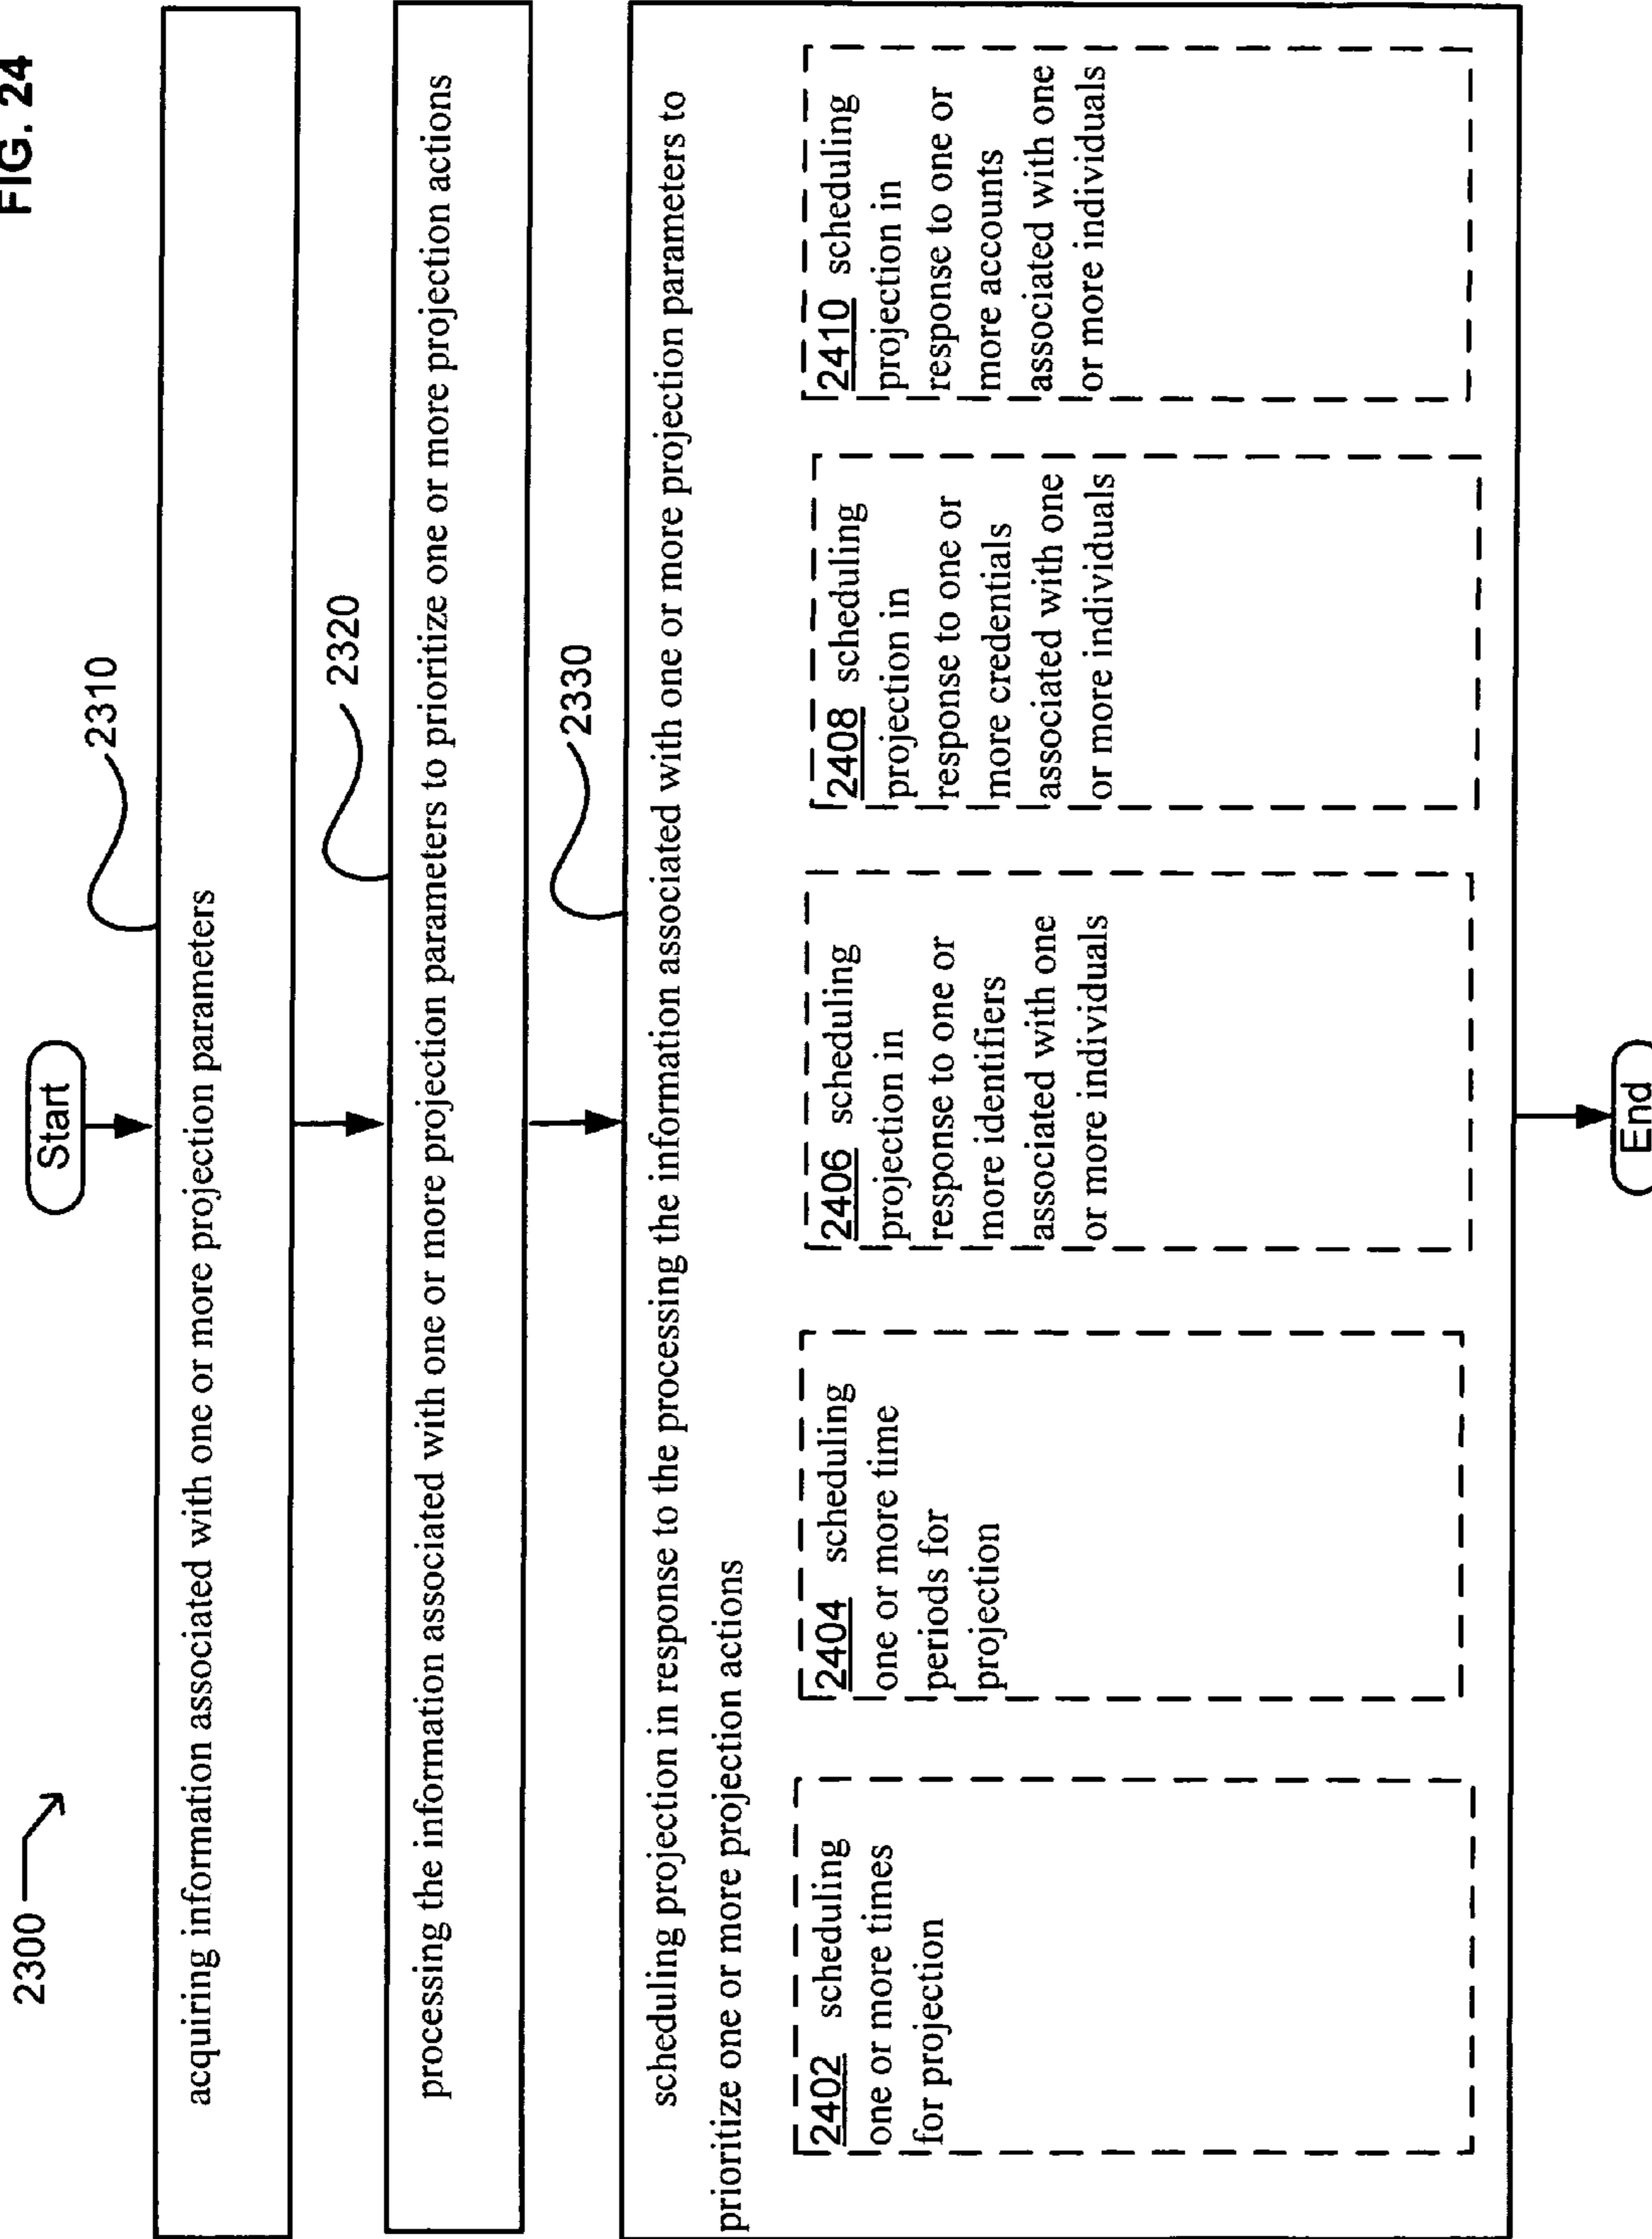 FIG. 24
2300
Start
2310
acquiring information associated with one or more projection parameters
2320
processing the information associated with one or more projection parameters to prioritize one or more projection actions
2330
scheduling projection in response to the processing the information associated with one or more projection parameters to
prioritize one or more projection actions
2402 scheduling
one or more times
for projection
2404 scheduling
one or more time
periods for
projection
2406 scheduling
projection in
response to one or
more identifiers
associated with one
or more individuals
2408 scheduling
projection in
response to one or
more credentials
associated with one
or more individuals
2410 scheduling
projection in
response to one or
more accounts
associated with one
or more individuals
End